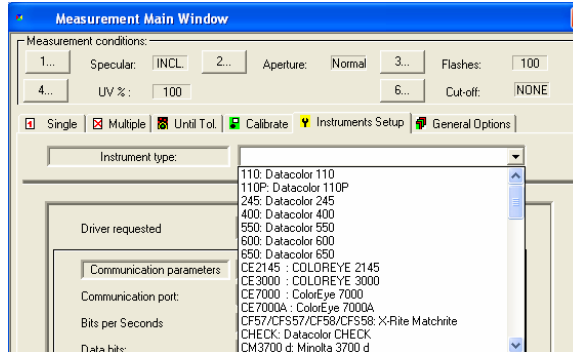 Measurement Main Window
Measurement conditions:
1... Specular: INCL. 2... Aperture: Normal 3... Flashes: 100
4... UV % : 100 6... Cut-off: NONE
1 Single Multiple Until Tol. Calibrate Instruments Setup General Options
Instrument type:
110: Datacolor 110
110P: Datacolor 110P
245: Datacolor 245
400: Datacolor 400
550: Datacolor 550
600: Datacolor 600
650: Datacolor 650
CE2145 : COLOREYE 2145
CE3000 : COLOREYE 3000
CE7000 : ColorEye 7000
CE7000A : ColorEye 7000A
CF57/CFS57/CF58/CFS58: X-Rite Matchrite
CHECK: Datacolor CHECK
CM3700 d: Minolta 3700 d
Driver requested
Communication parameters
Communication port:
Bits per Seconds
Data bits: